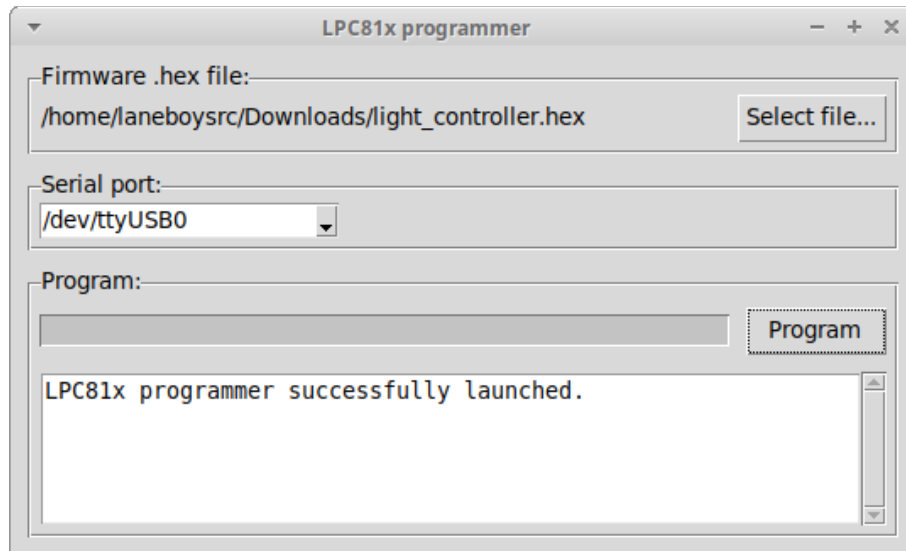 LPC81x programmer
Firmware .hex file:
/home/laneboysrc/Downloads/light_controller.hex
Select file...
Serial port:
/dev/ttyUSB0
Program:
Program
LPC81x programmer successfully launched.